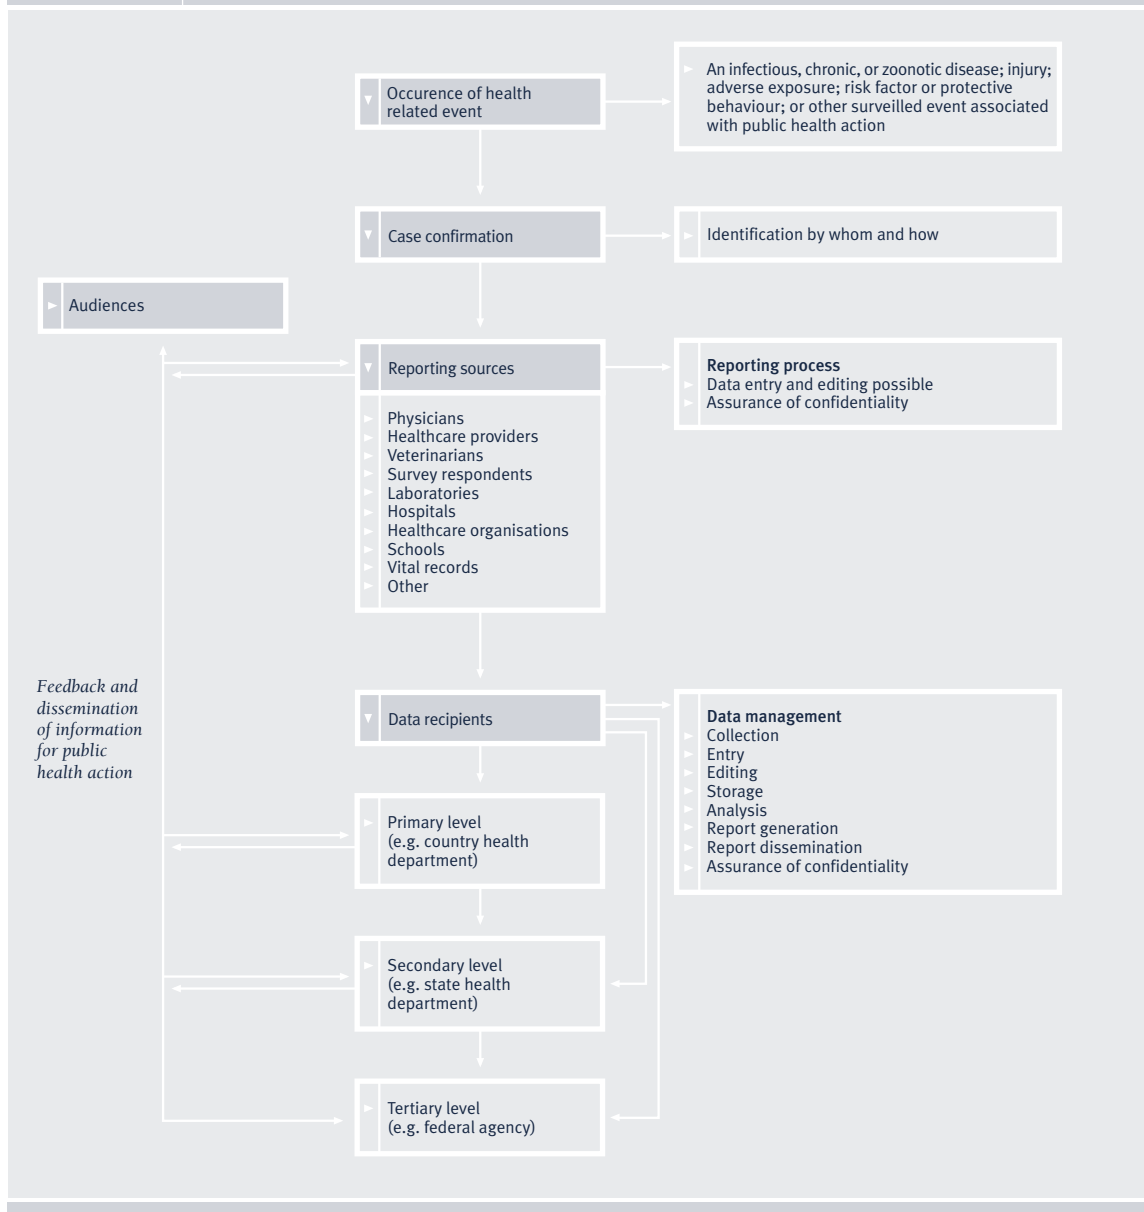 Occurence of health
related event
An infectious, chronic, or zoonotic disease; injury;
adverse exposure; risk factor or protective
behaviour; or other surveilled event associated
with public health action
Case confirmation
Identification by whom and how
Audiences
Reporting sources
Physicians
Healthcare providers
Veterinarians
Survey respondents
Laboratories
Hospitals
Healthcare organisations
Schools
Vital records
Other
Reporting process
Data entry and editing possible
Assurance of confidentiality
Feedback and
dissemination
of information
for public
health action
Data recipients
Data management
Collection
Entry
Editing
Storage
Analysis
Report generation
Report dissemination
Assurance of confidentiality
Primary level
(e.g. country health
department)
Secondary level
(e.g. state health
department)
Tertiary level
(e.g. federal agency)